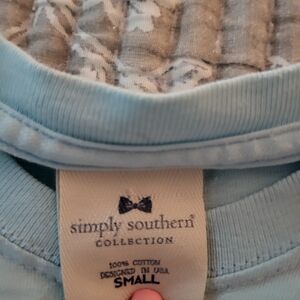 simply southern®
COLLECTION
100% COTTON
DESIGNED IN USA
SMALL